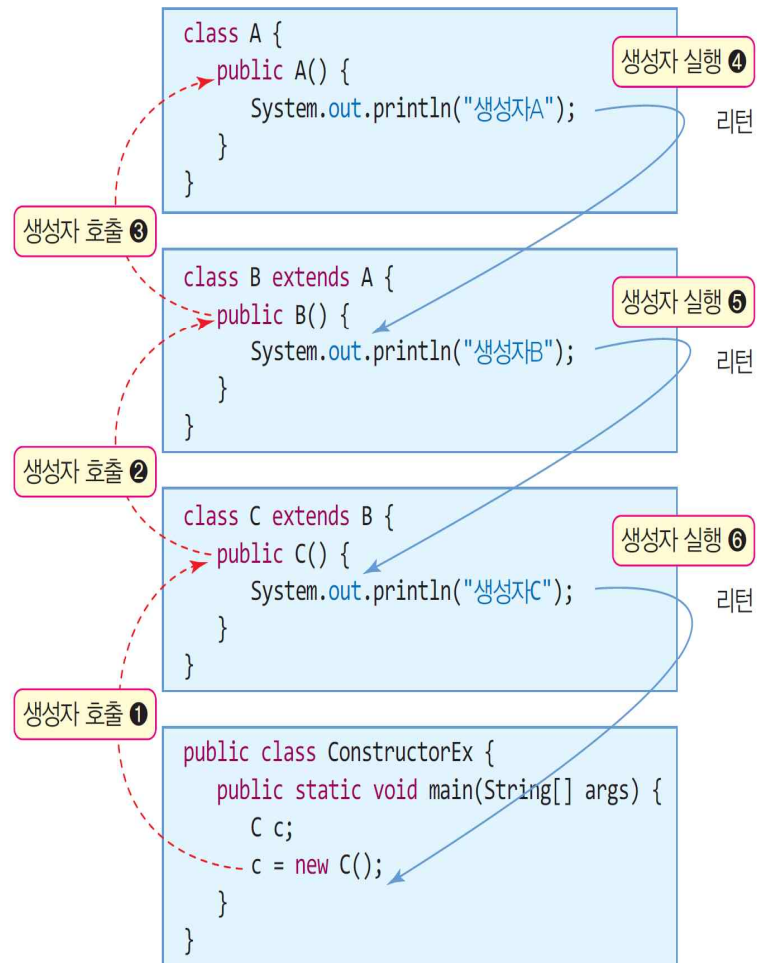 class A {
public A() {
System.out.println("생성자A");
}
}
생성자 실행 ❹
리턴
생성자 호출 ❸
class B extends A {
public B() {
System.out.println("생성자B");
}
}
생성자 실행 ❺
리턴
생성자 호출 ❷
class C extends B {
public C() {
System.out.println("생성자C");
}
}
생성자 실행 ❻
리턴
생성자 호출 ❶
public class ConstructorEx {
public static void main(String[] args) {
C c;
c = new C();
}
}